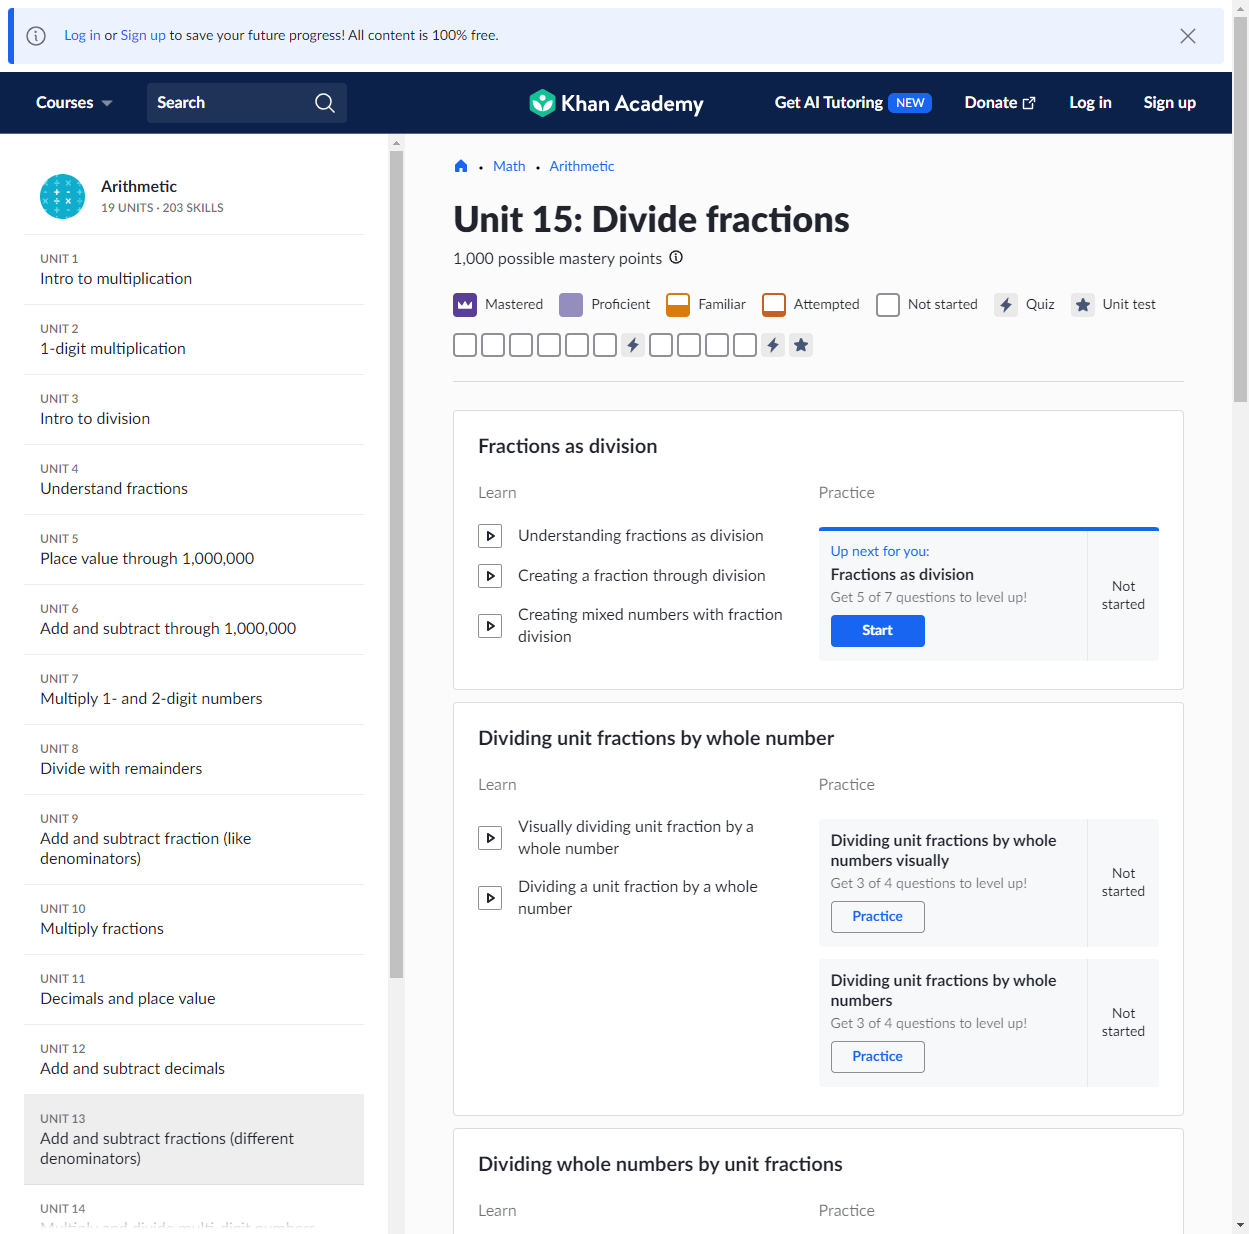 Log in or Sign up to save your future progress! All content is 100% free.
Courses
Search
Khan Academy
Get AI Tutoring NEW
Donate
Log in
Sign up
Arithmetic
19 UNITS · 203 SKILLS
UNIT 1
Intro to multiplication
UNIT 2
1-digit multiplication
UNIT 3
Intro to division
UNIT 4
Understand fractions
UNIT 5
Place value through 1,000,000
UNIT 6
Add and subtract through 1,000,000
UNIT 7
Multiply 1- and 2-digit numbers
UNIT 8
Divide with remainders
UNIT 9
Add and subtract fraction (like
denominators)
UNIT 10
Multiply fractions
UNIT 11
Decimals and place value
UNIT 12
Add and subtract decimals
UNIT 13
Add and subtract fractions (different
denominators)
UNIT 14
Multiply and divide multi-digit numbers
• Math • Arithmetic
Unit 15: Divide fractions
1,000 possible mastery points
Mastered
Proficient
Familiar
Attempted
Not started
Quiz
Unit test
Fractions as division
Learn
Understanding fractions as division
Creating a fraction through division
Creating mixed numbers with fraction
division
Practice
Up next for you:
Fractions as division
Get 5 of 7 questions to level up!
Start
Not
started
Dividing unit fractions by whole number
Learn
Visually dividing unit fraction by a
whole number
Dividing a unit fraction by a whole
number
Practice
Dividing unit fractions by whole
numbers visually
Get 3 of 4 questions to level up!
Practice
Not
started
Dividing unit fractions by whole
numbers
Get 3 of 4 questions to level up!
Practice
Not
started
Dividing whole numbers by unit fractions
Learn
Practice